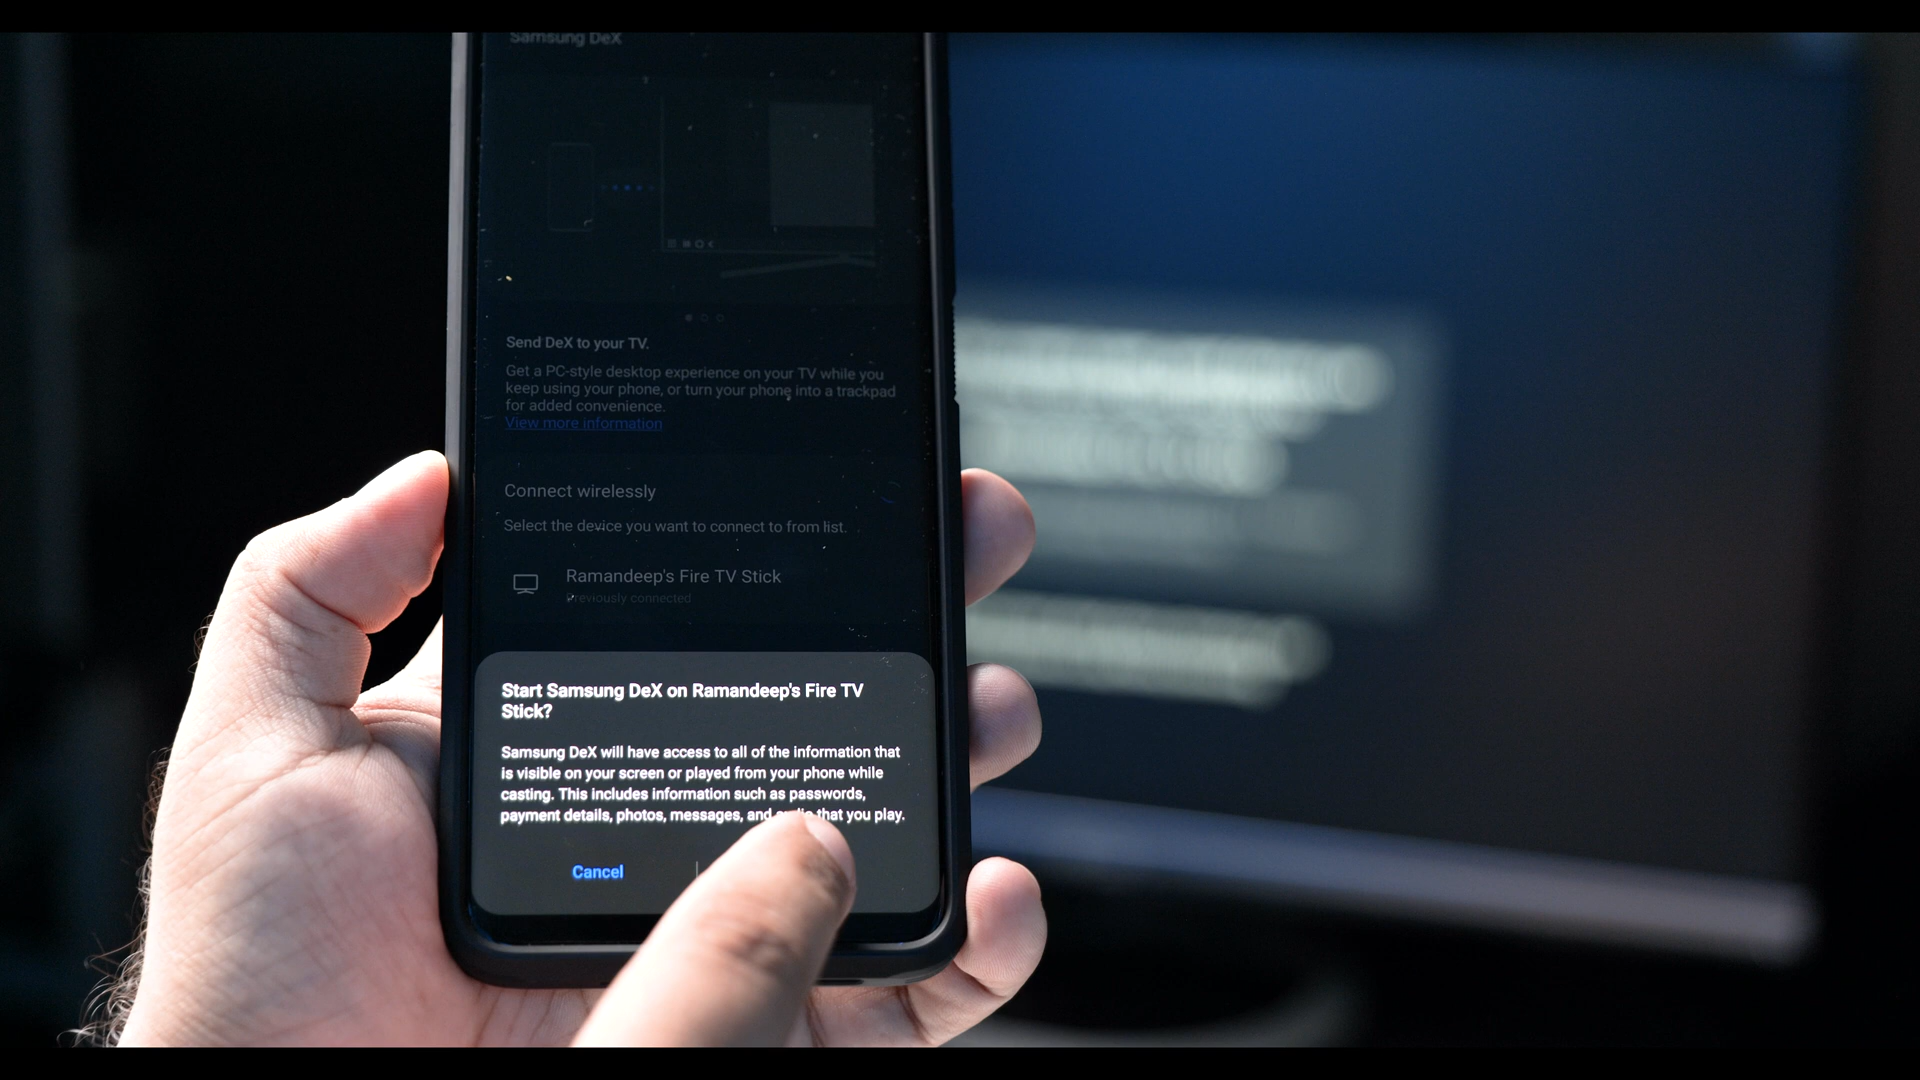 Samsung DeX
Send DeX to your TV.
Get a PC-style desktop experience on your TV while you
keep using your phone, or turn your phone into a trackpad
for added convenience.
View more information
Connect wirelessly
Select the device you want to connect to from list.
Ramandeep's Fire TV Stick
Previously connected
Start Samsung DeX on Ramandeep's Fire TV
Stick?
Samsung DeX will have access to all of the information that
is visible on your screen or played from your phone while
casting. This includes information such as passwords,
payment details, photos, messages, and that you play.
Cancel